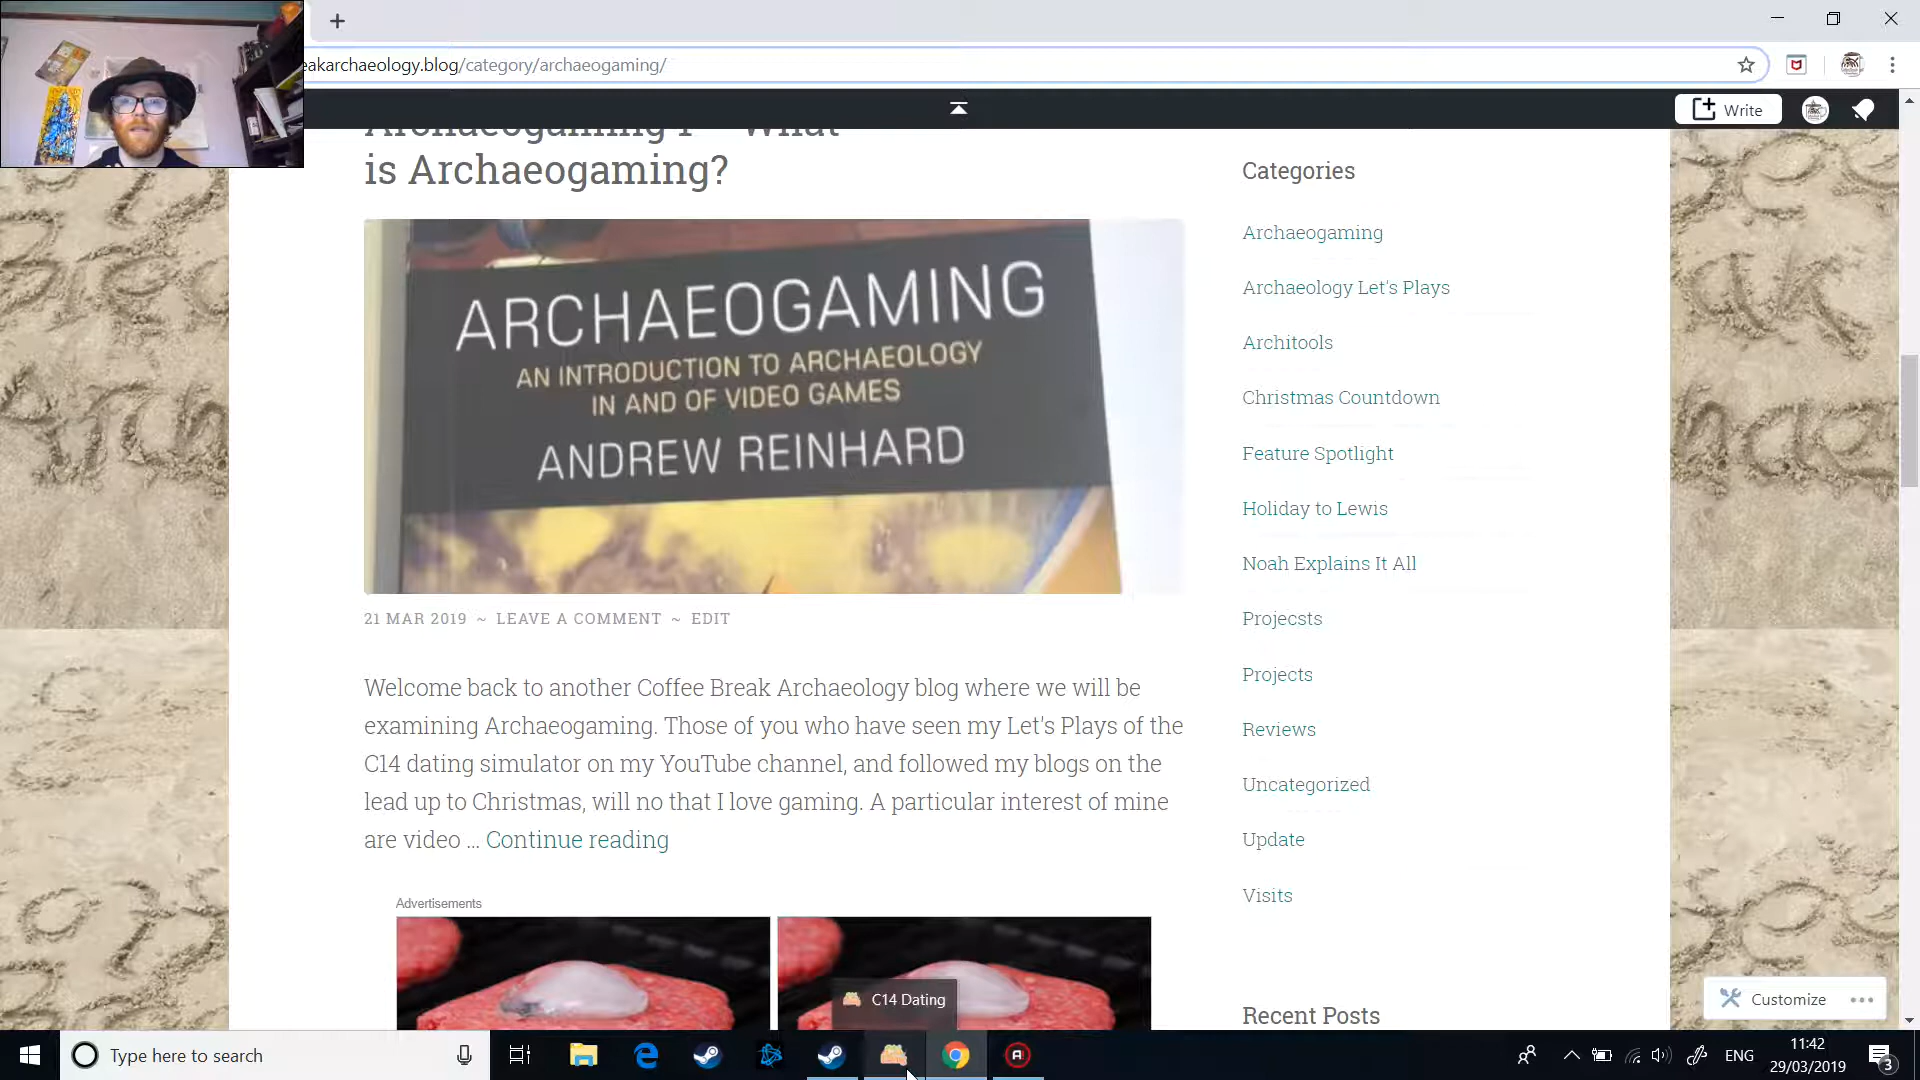 eakarchaeology.blog/category/archaeogaming/
Write
is Archaeogaming?
ARCHAEOGAMING
AN INTRODUCTION TO ARCHAEOLOGY
IN AND OF VIDEO GAMES
ANDREW REINHARD
21 MAR 2019 ~ LEAVE A COMMENT ~ EDIT
Welcome back to another Coffee Break Archaeology blog where we will be
examining Archaeogaming. Those of you who have seen my Let's Plays of the
C14 dating simulator on my YouTube channel, and followed my blogs on the
lead up to Christmas, will no that I love gaming. A particular interest of mine
are video ... Continue reading
Advertisements
Categories
Archaeogaming
Archaeology Let's Plays
Architools
Christmas Countdown
Feature Spotlight
Holiday to Lewis
Noah Explains It All
Projecsts
Projects
Reviews
Uncategorized
Update
Visits
Recent Posts
Customize
C14 Dating
Type here to search
ENG
11:42
29/03/2019
3